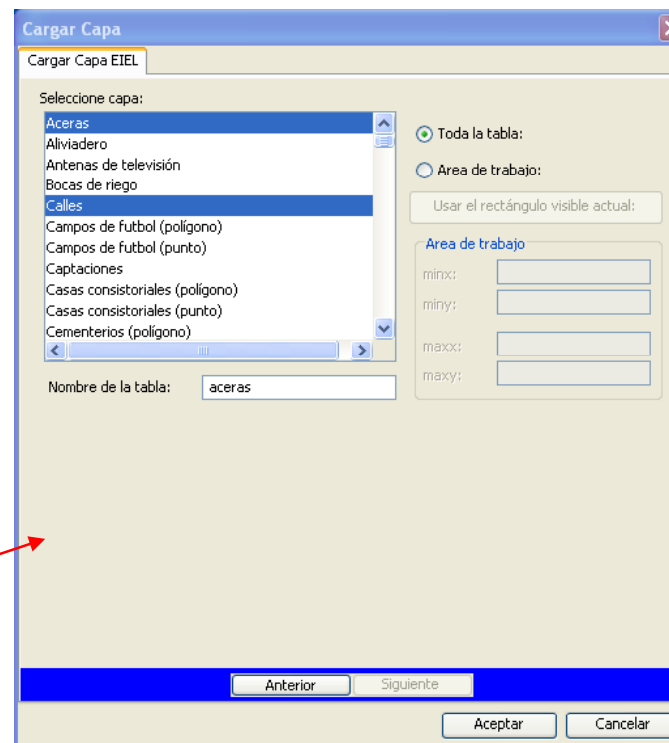 Cargar Capa
Cargar Capa EIEL
Seleccione capa:
Aceras
Aliviadero
Antenas de televisión
Bocas de riego
Calles
Campos de futbol (polígono)
Campos de futbol (punto)
Captaciones
Casas consistoriales (polígono)
Casas consistoriales (punto)
Cementerios (polígono)
Nombre de la tabla: aceras
Toda la tabla:
Area de trabajo:
Usar el rectángulo visible actual:
Area de trabajo
minx:
miny:
maxx:
maxy:
Anterior Siguiente
Aceptar Cancelar